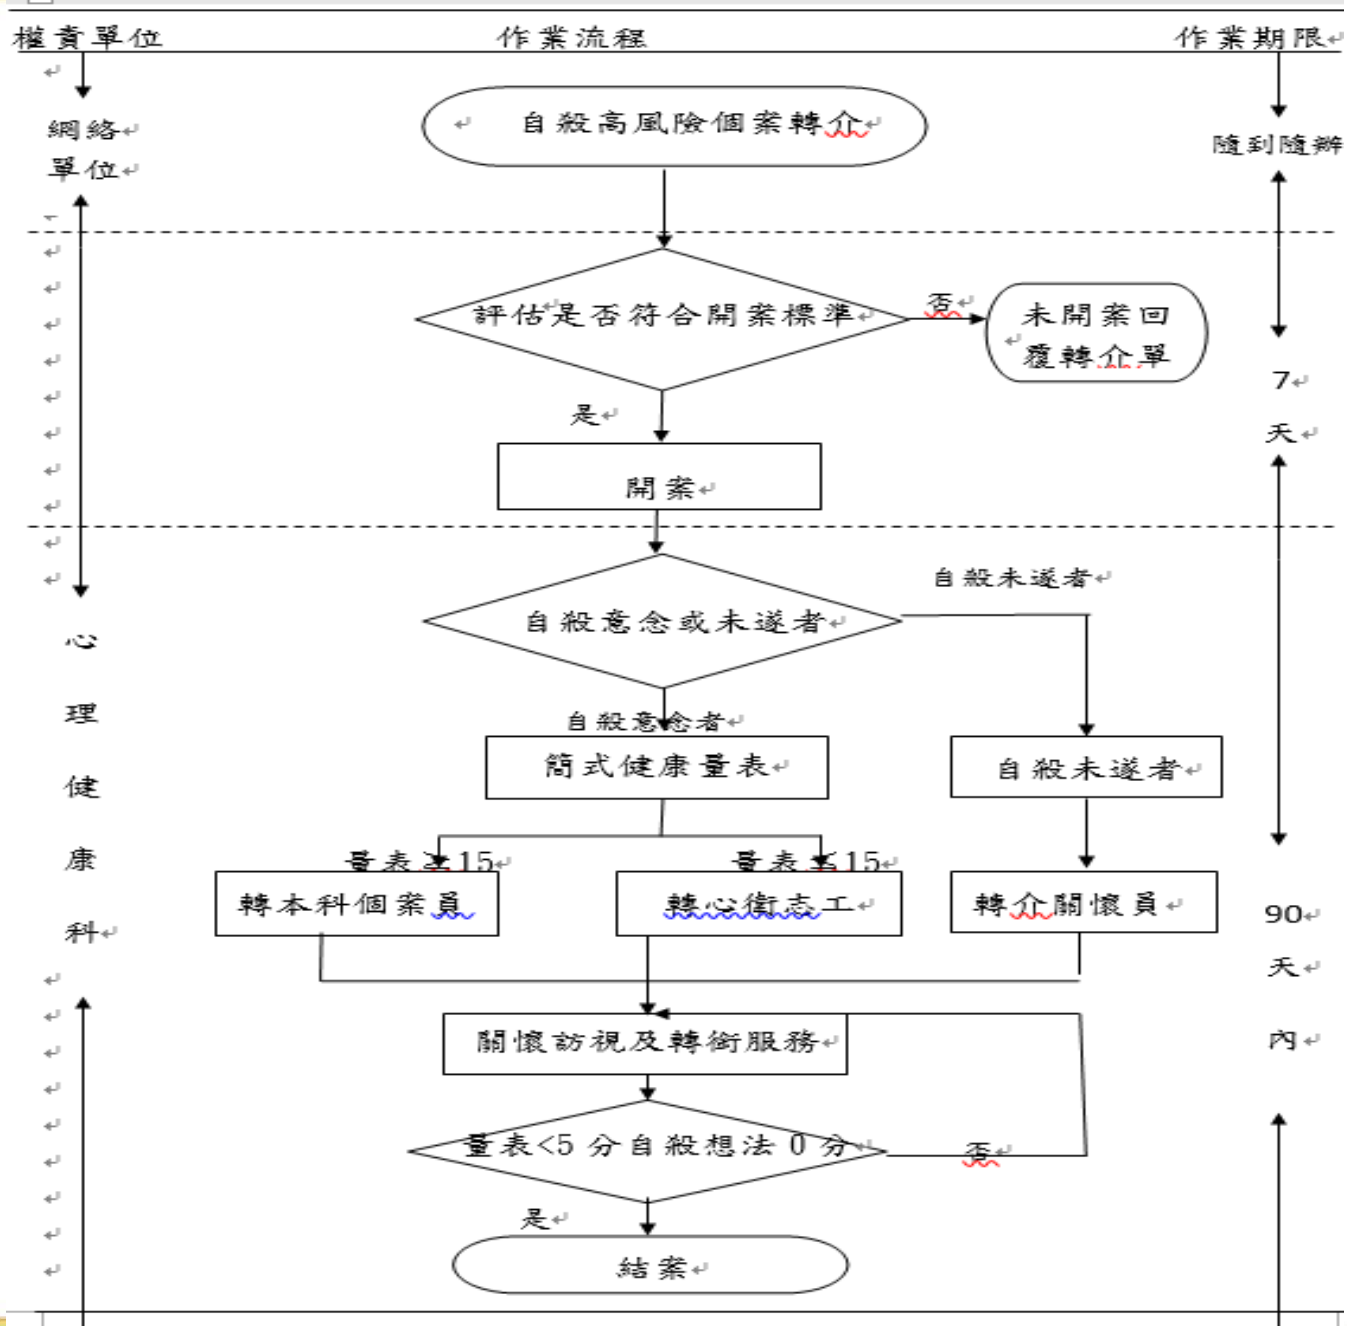 權責單位
作業流程
作業期限
網絡
單位
自殺高風險個案轉介
隨到隨辦
評估是否符合開案標準
否
未開案回
覆轉介單
7
天
是
開案
自殺未遂者
自殺意念或未遂者
心
理
健
康
科
自殺意念者
簡式健康量表
自殺未遂者
量表≧15
量表≦15
轉本科個案員
轉心衛志工
轉介關懷員
90
天
內
關懷訪視及轉銜服務
量表<5 分自殺想法 0 分
否
是
結案